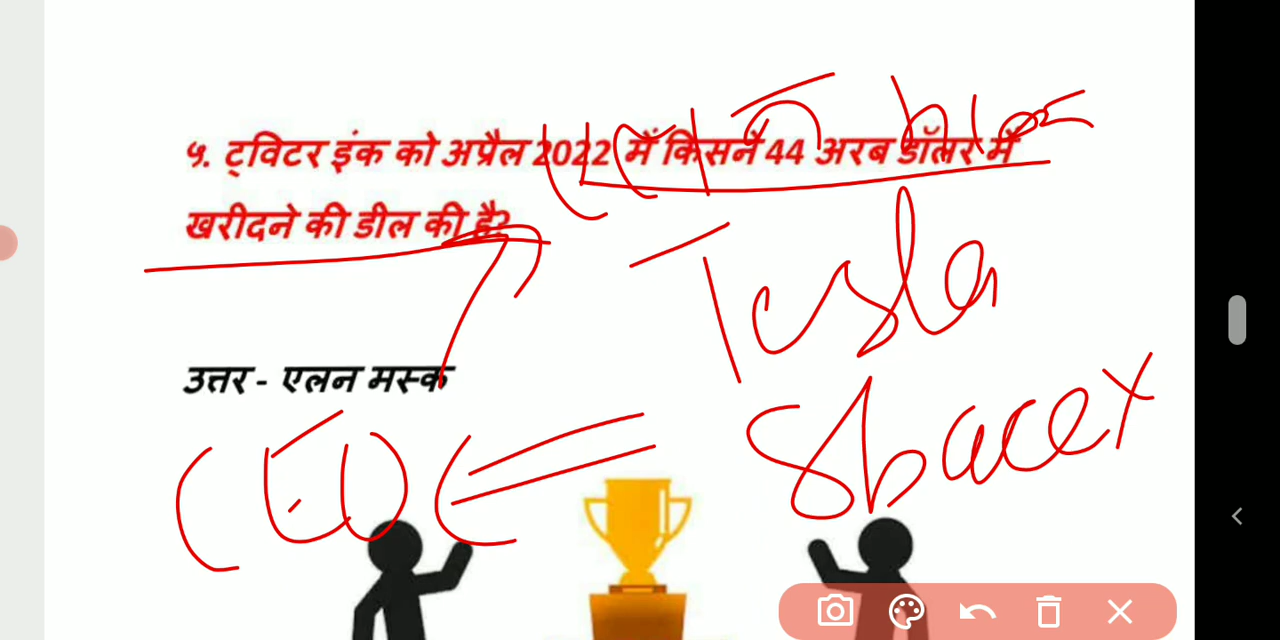 ५. ट्विटर इंक को अप्रैल 2022 में किसने 44 अरब डॉलर में
खरीदने की डील की है?
Tesla
उत्तर - एलन मस्क
CEO
SpaceX